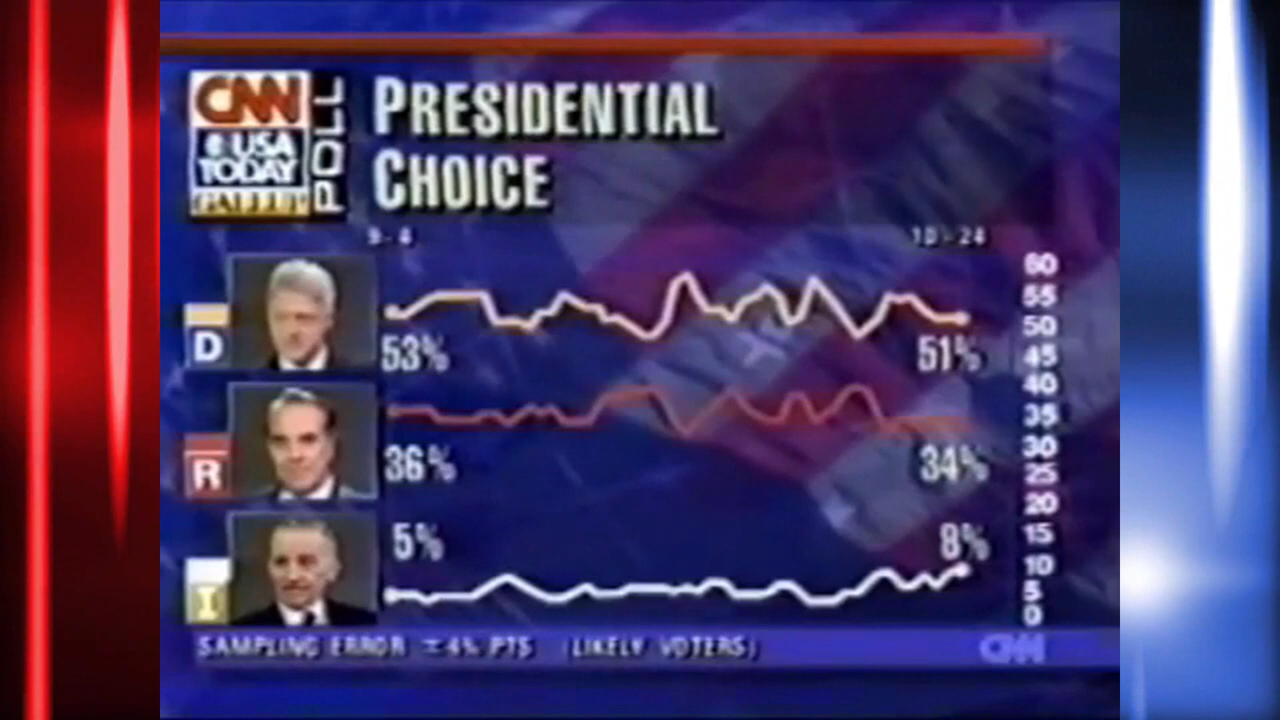 CNN
USA
TODAY
GALLUP
POLL
PRESIDENTIAL
CHOICE
9-4 10-24
60
55
D
53% 51%
50
45
40
35
R
36% 34%
30
25
20
5% 8%
15
10
I
5
0
SAMPLING ERROR ±4% PTS (LIKELY VOTERS)
CNN